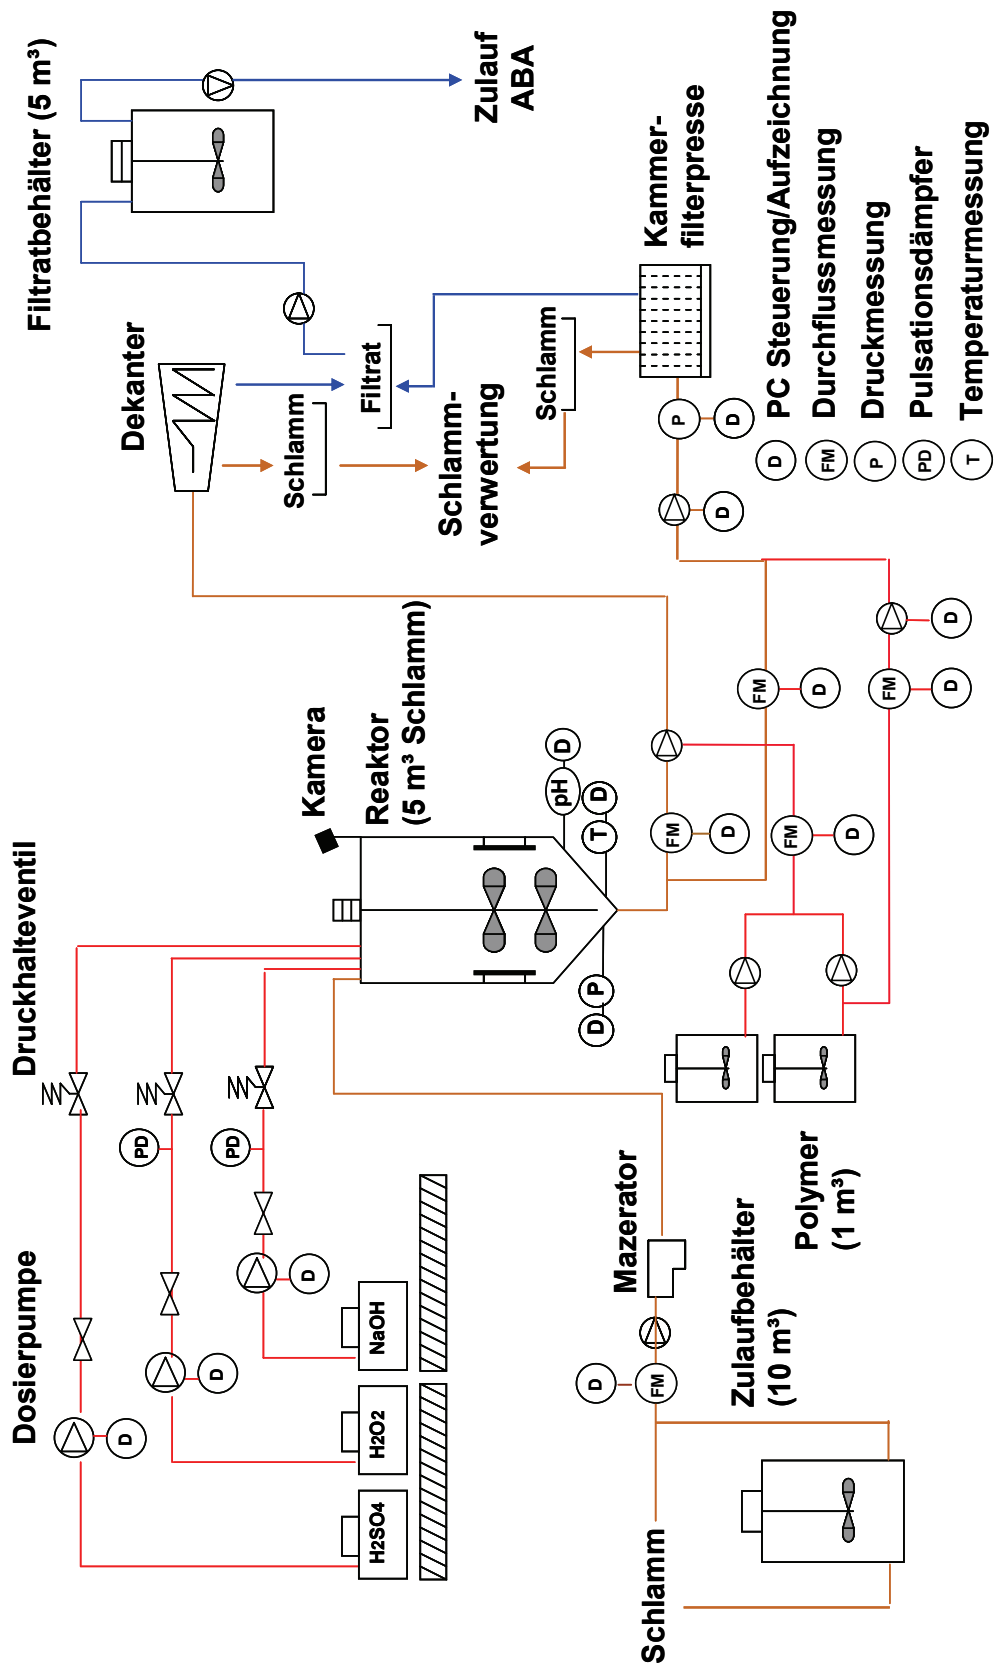 Dosierpumpe
Druckhalteventil
Filtratbehälter (5 m³)
D
D
D
PD
PD
H2SO4
H2O2
NaOH
Kamera
Reaktor
(5 m³ Schlamm)
pH
D
T
D
D
P
Dekanter
Schlamm
Filtrat
Schlamm-
verwertung
Schlamm
Zulauf
ABA
Kammer-
filterpresse
Schlamm
D
FM
Mazerator
Zulaufbehälter
(10 m³)
Polymer
(1 m³)
FM
D
FM
D
FM
D
FM
D
D
D
P
D
D
PC Steuerung/Aufzeichnung
FM
Durchflussmessung
P
Druckmessung
PD
Pulsationsdämpfer
T
Temperaturmessung